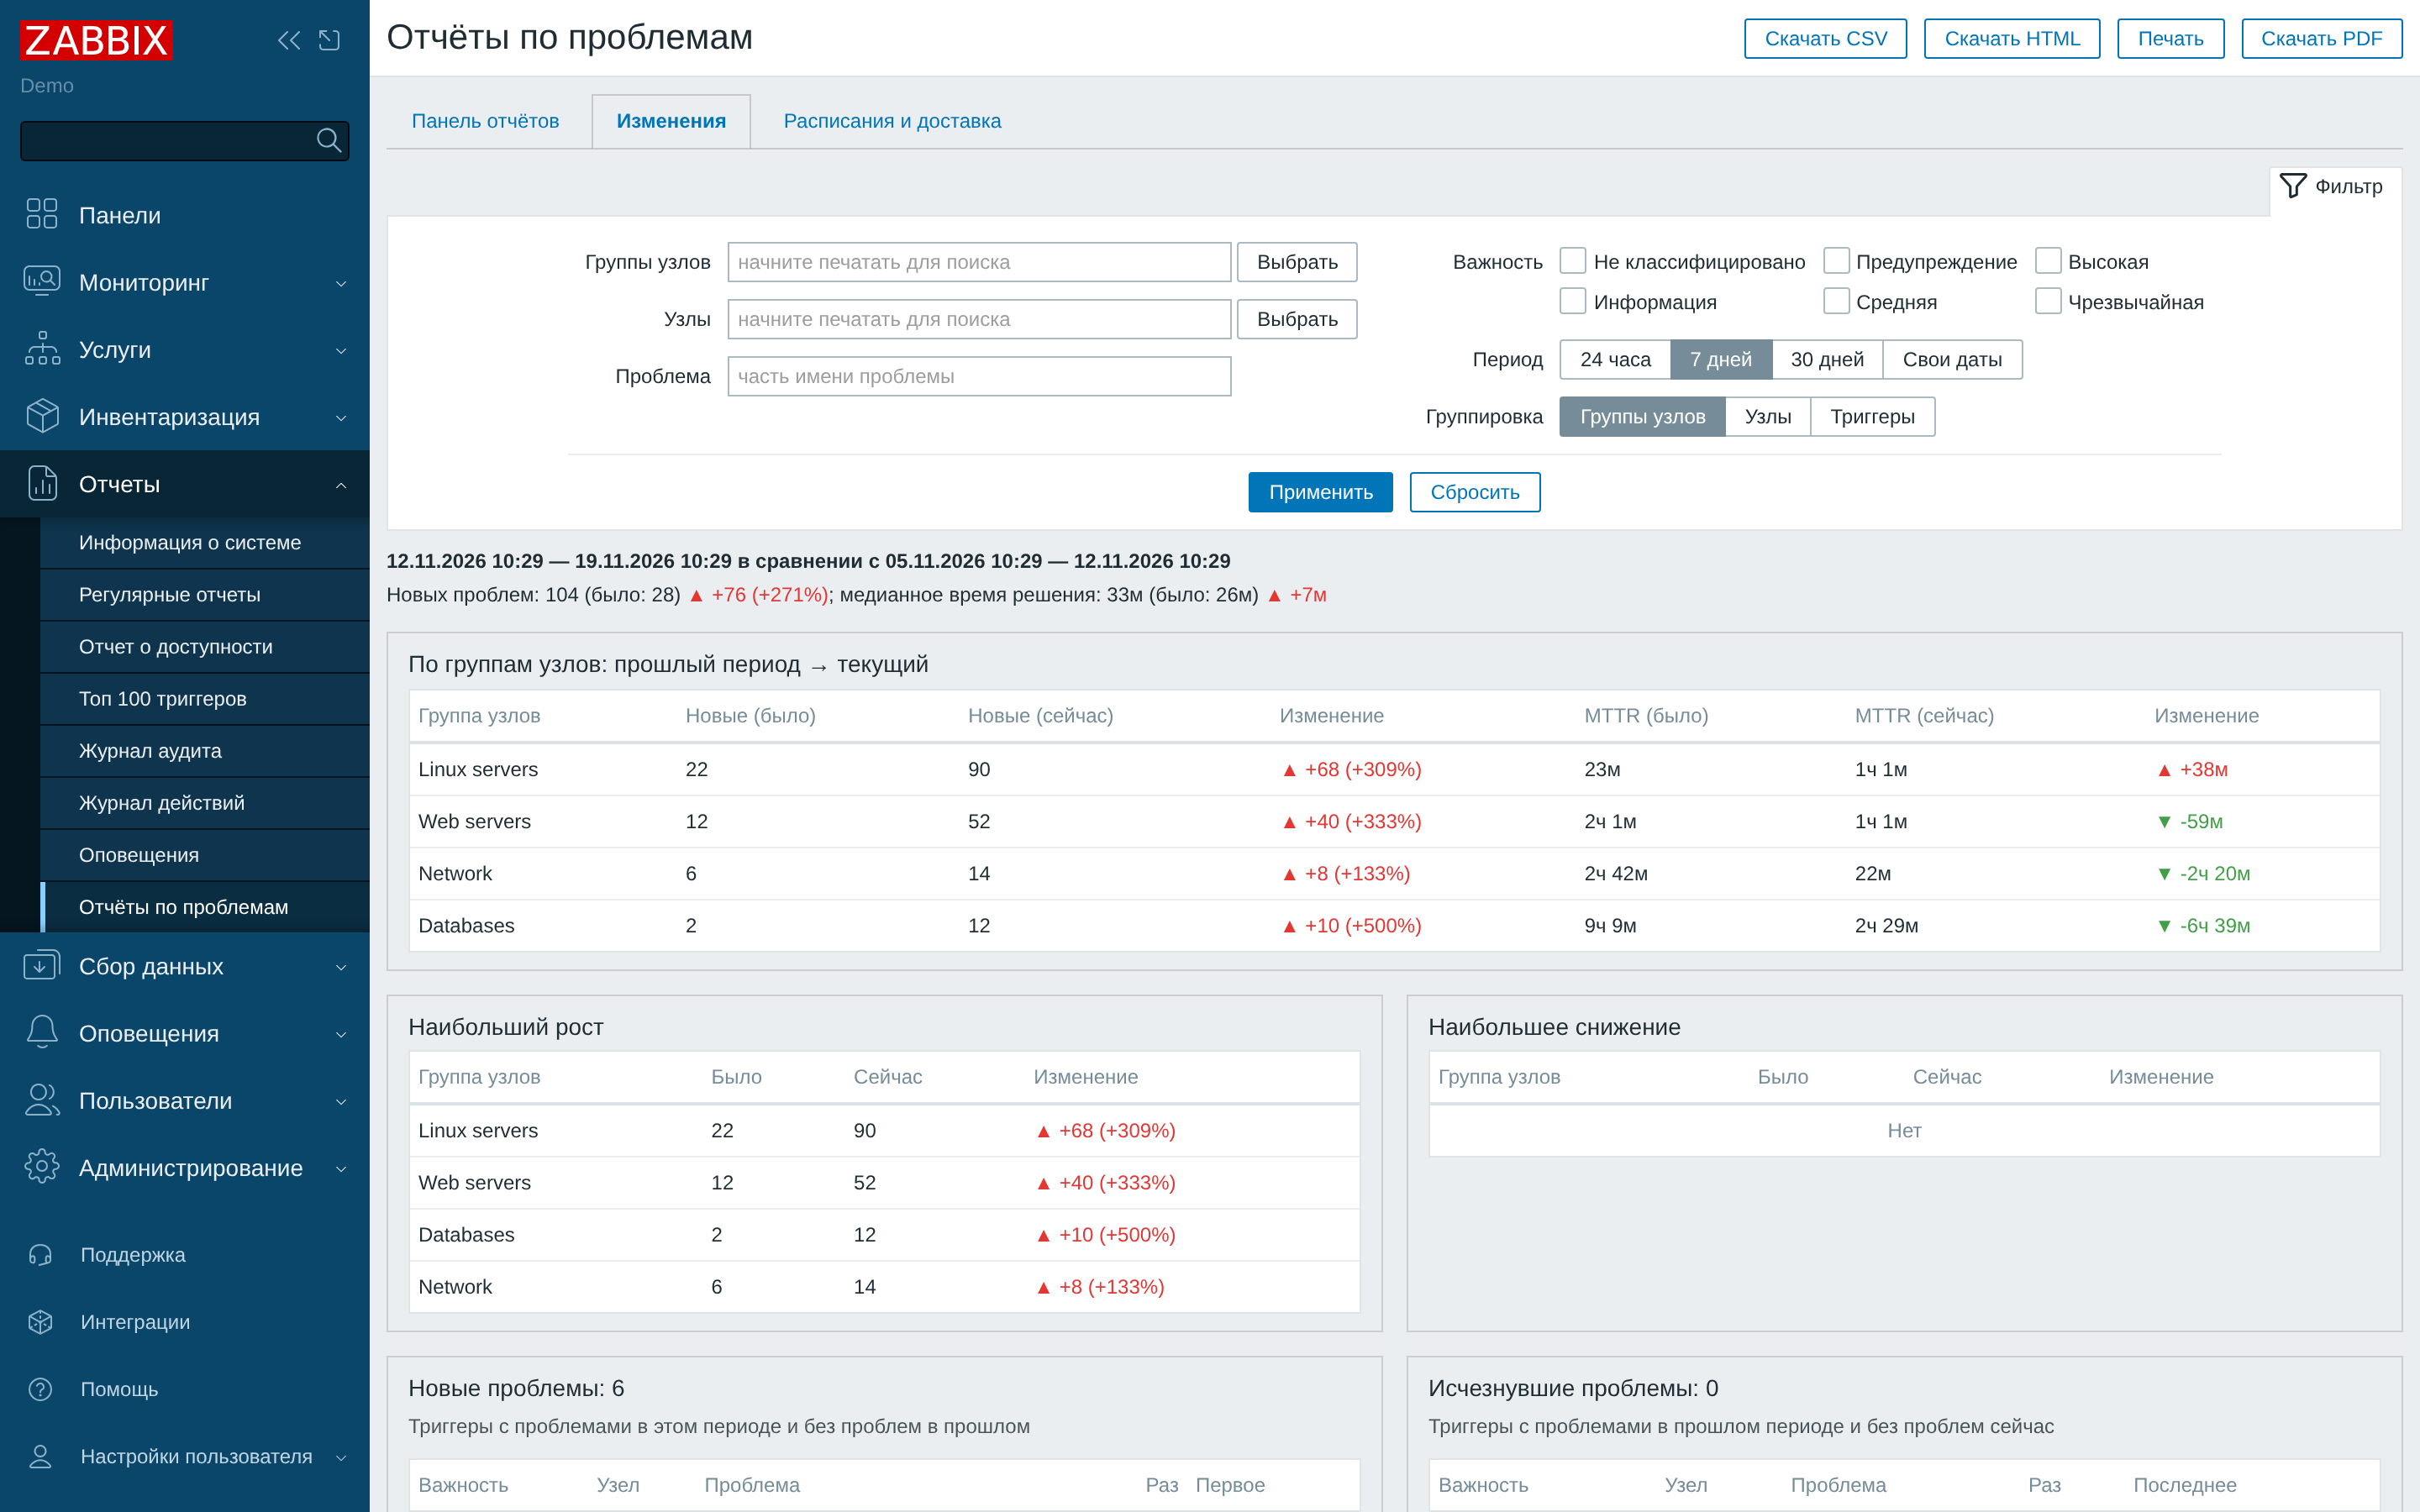 ZABBIX
Demo
Панели
Мониторинг
Услуги
Инвентаризация
Отчеты
Информация о системе
Регулярные отчеты
Отчет о доступности
Топ 100 триггеров
Журнал аудита
Журнал действий
Оповещения
Отчёты по проблемам
Сбор данных
Оповещения
Пользователи
Администрирование
Поддержка
Интеграции
Помощь
Настройки пользователя
Отчёты по проблемам
Скачать CSV Скачать HTML Печать Скачать PDF
Панель отчётов Изменения Расписания и доставка
Фильтр
Группы узлов начните печатать для поиска Выбрать
Узлы начните печатать для поиска Выбрать
Проблема часть имени проблемы
Важность Не классифицировано Предупреждение Высокая
Информация Средняя Чрезвычайная
Период 24 часа 7 дней 30 дней Свои даты
Группировка Группы узлов Узлы Триггеры
Применить Сбросить
12.11.2026 10:29 — 19.11.2026 10:29 в сравнении с 05.11.2026 10:29 — 12.11.2026 10:29
Новых проблем: 104 (было: 28) ▲ +76 (+271%); медианное время решения: 33м (было: 26м) ▲ +7м
По группам узлов: прошлый период → текущий
Группа узлов Новые (было) Новые (сейчас) Изменение MTTR (было) MTTR (сейчас) Изменение
Linux servers 22 90 ▲ +68 (+309%) 23м 1ч 1м ▲ +38м
Web servers 12 52 ▲ +40 (+333%) 2ч 1м 1ч 1м ▼ -59м
Network 6 14 ▲ +8 (+133%) 2ч 42м 22м ▼ -2ч 20м
Databases 2 12 ▲ +10 (+500%) 9ч 9м 2ч 29м ▼ -6ч 39м
Наибольший рост
Группа узлов Было Сейчас Изменение
Linux servers 22 90 ▲ +68 (+309%)
Web servers 12 52 ▲ +40 (+333%)
Databases 2 12 ▲ +10 (+500%)
Network 6 14 ▲ +8 (+133%)
Наибольшее снижение
Группа узлов Было Сейчас Изменение
Нет
Новые проблемы: 6
Триггеры с проблемами в этом периоде и без проблем в прошлом
Важность Узел Проблема Раз Первое
Исчезнувшие проблемы: 0
Триггеры с проблемами в прошлом периоде и без проблем сейчас
Важность Узел Проблема Раз Последнее